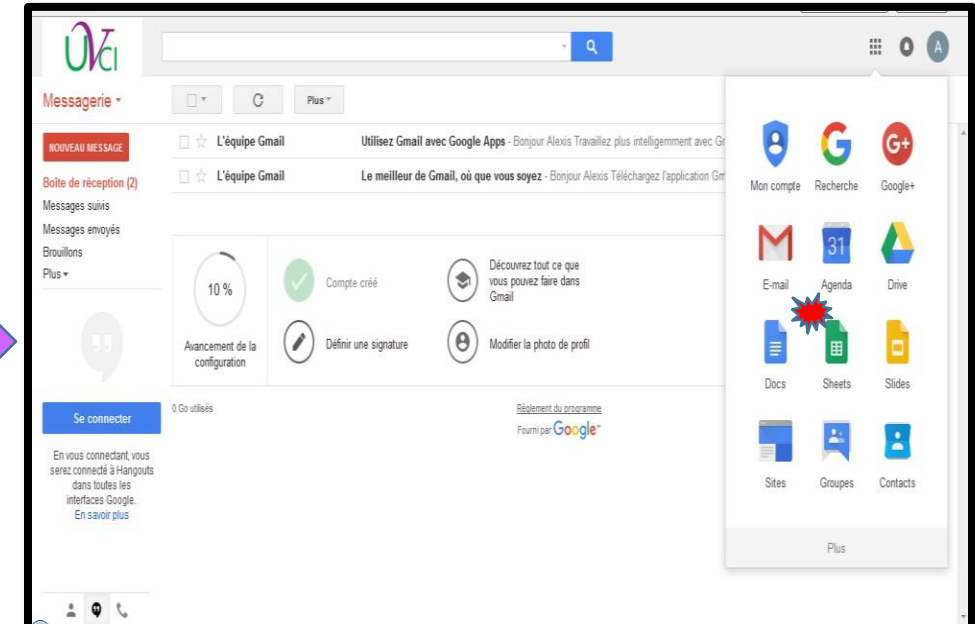 UVCI
A
Messagerie
Plus
NOUVEAU MESSAGE
L'équipe Gmail Utilisez Gmail avec Google Apps - Bonjour Alexis Travaillez plus intelligemment avec Gr
L'équipe Gmail Le meilleur de Gmail, où que vous soyez - Bonjour Alexis Téléchargez l'application Gm
Boîte de réception (2)
Messages suivis
Messages envoyés
Brouillons
Plus
10 %
Avancement de la
configuration
Compte créé
Découvrez tout ce que
vous pouvez faire dans
Gmail
Définir une signature
Modifier la photo de profil
Se connecter
En vous connectant, vous
serez connecté à Hangouts
dans toutes les
interfaces Google.
En savoir plus
0 Go utilisés
Règlement du programme
Fourni par Google™
G+
Mon compte Recherche Google+
31
E-mail Agenda Drive
Docs Sheets Slides
Sites Groupes Contacts
Plus